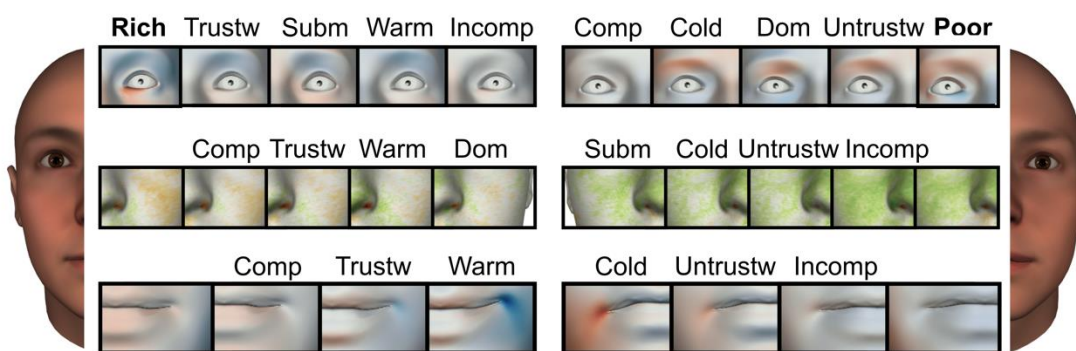 Rich Trustw Subm Warm Incomp Comp Cold Dom Untrustw Poor
Comp Trustw Warm Dom Subm Cold Untrustw Incomp
Comp Trustw Warm Cold Untrustw Incomp